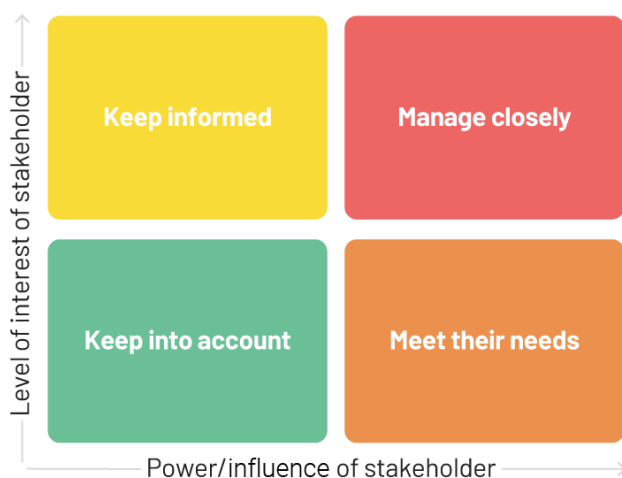 Level of interest of stakeholder
Keep informed
Manage closely
Keep into account
Meet their needs
Power/influence of stakeholder